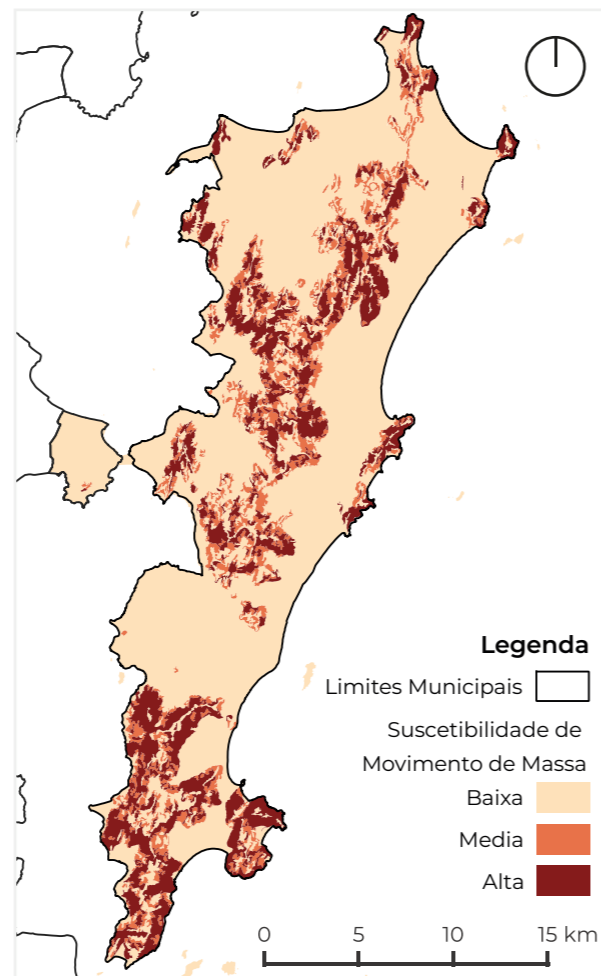 Legenda
Limites Municipais
Suscetibilidade de
Movimento de Massa
Baixa
Media
Alta
0 5 10 15 km